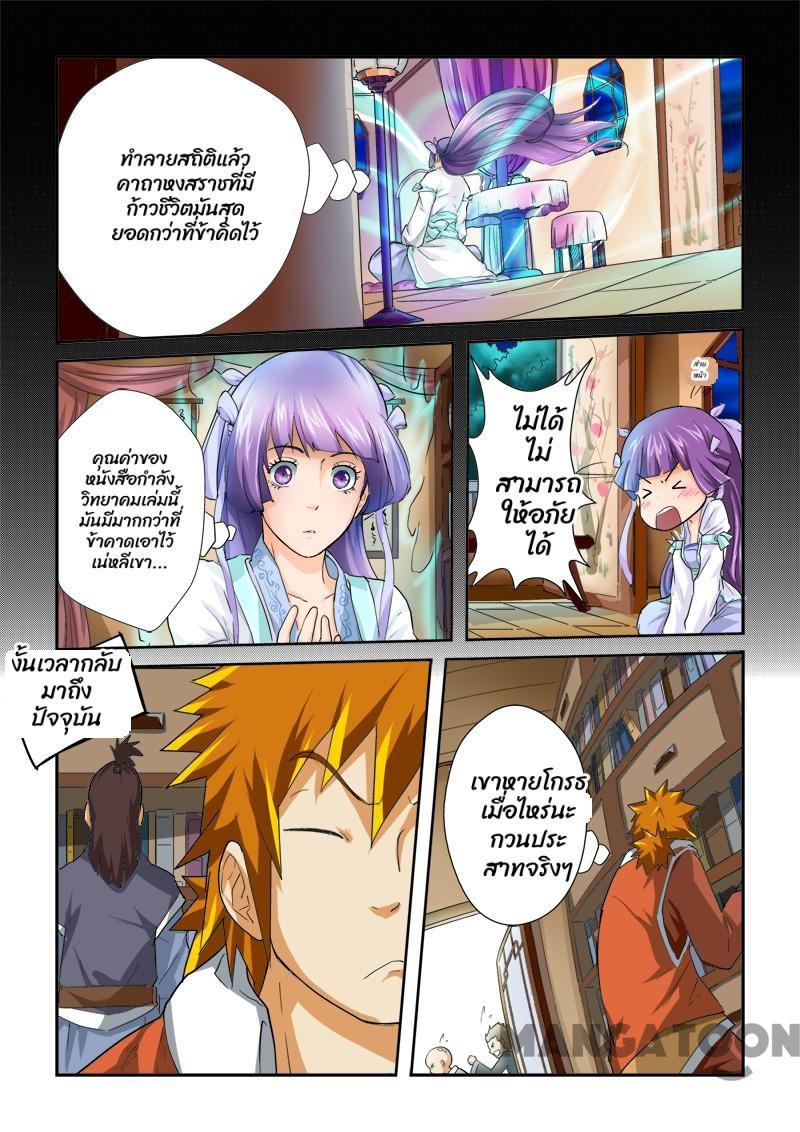 ทำลายสถิติแล้ว
คาถาหงสราชที่มี
ก้าวชีวิตมันสุด
ยอดกว่าที่ข้าคิดไว้
คุณค่าของ
หนังสือกำลัง
วิทยาคมเล่มนี้
มันมีมากกว่าที่
ข้าคาดเอาไว้
เน่หลีเขา...
ส่าย
หน้า
ไม่ได้
ไม่
สามารถ
ให้อภัย
ได้
งั้นเวลากลับ
มาถึง
ปัจจุบัน
เขาหายโกรธ
เมื่อไหร่นะ
กวนประ
สาทจริงๆ
MANGATOON